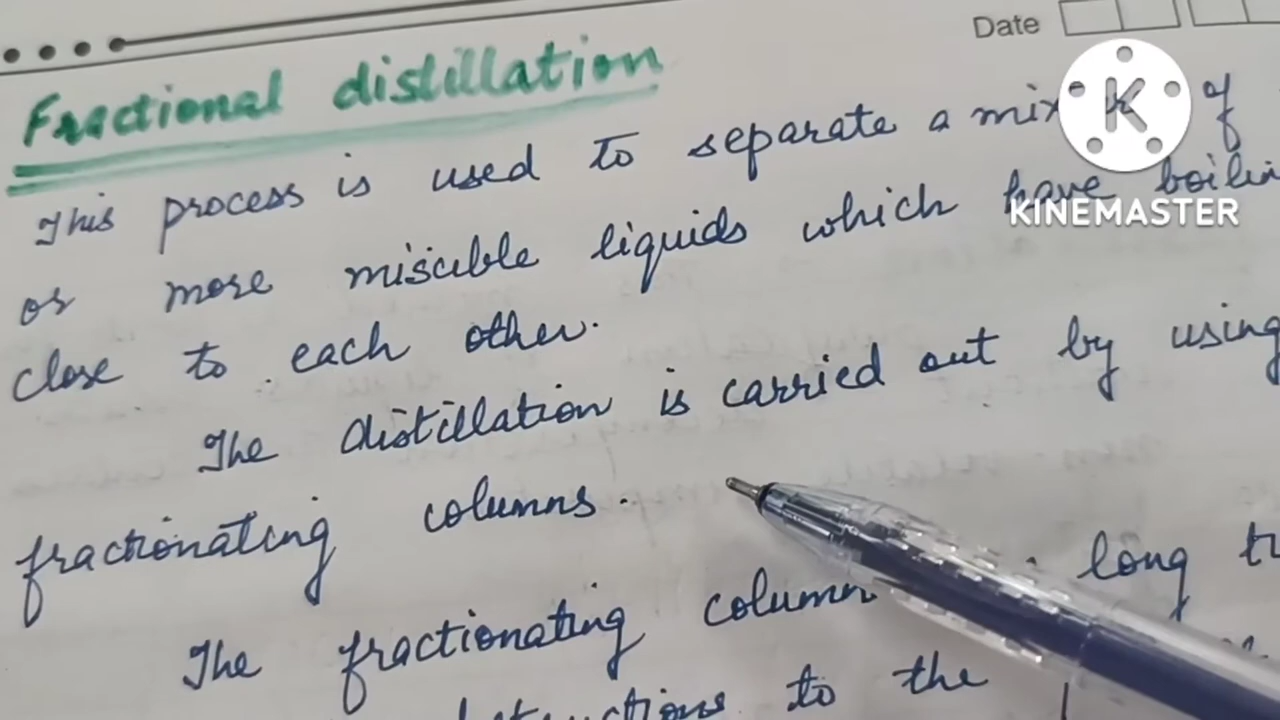 Date
Fractional distillation
This process is used to separate a of
or more miscible liquids which have
close to each other.
The distillation is carried out by using
fractionating columns.
The fractionating column long
to the
K
KINEMASTER